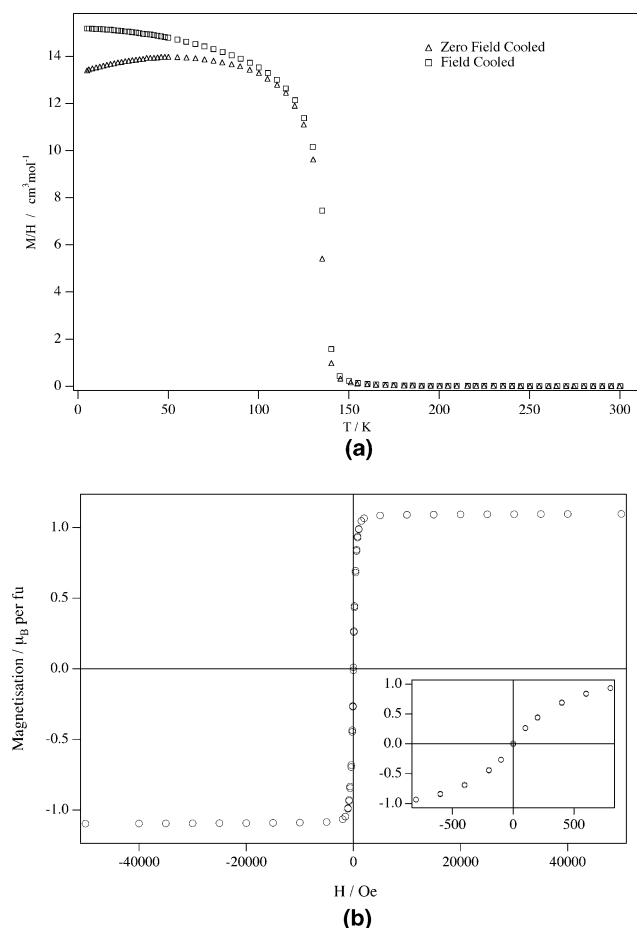 14
12
10
8
6
4
2
0
M/H / cm³mol⁻¹
△ Zero Field Cooled
□ Field Cooled
0 50 100 150 200 250 300
T / K
(a)
1.0
0.5
0.0
-0.5
-1.0
Magnetisation / μB per fu
1.0
0.5
0.0
-0.5
-1.0
-500 0 500
-40000 -20000 0 20000 40000
H / Oe
(b)